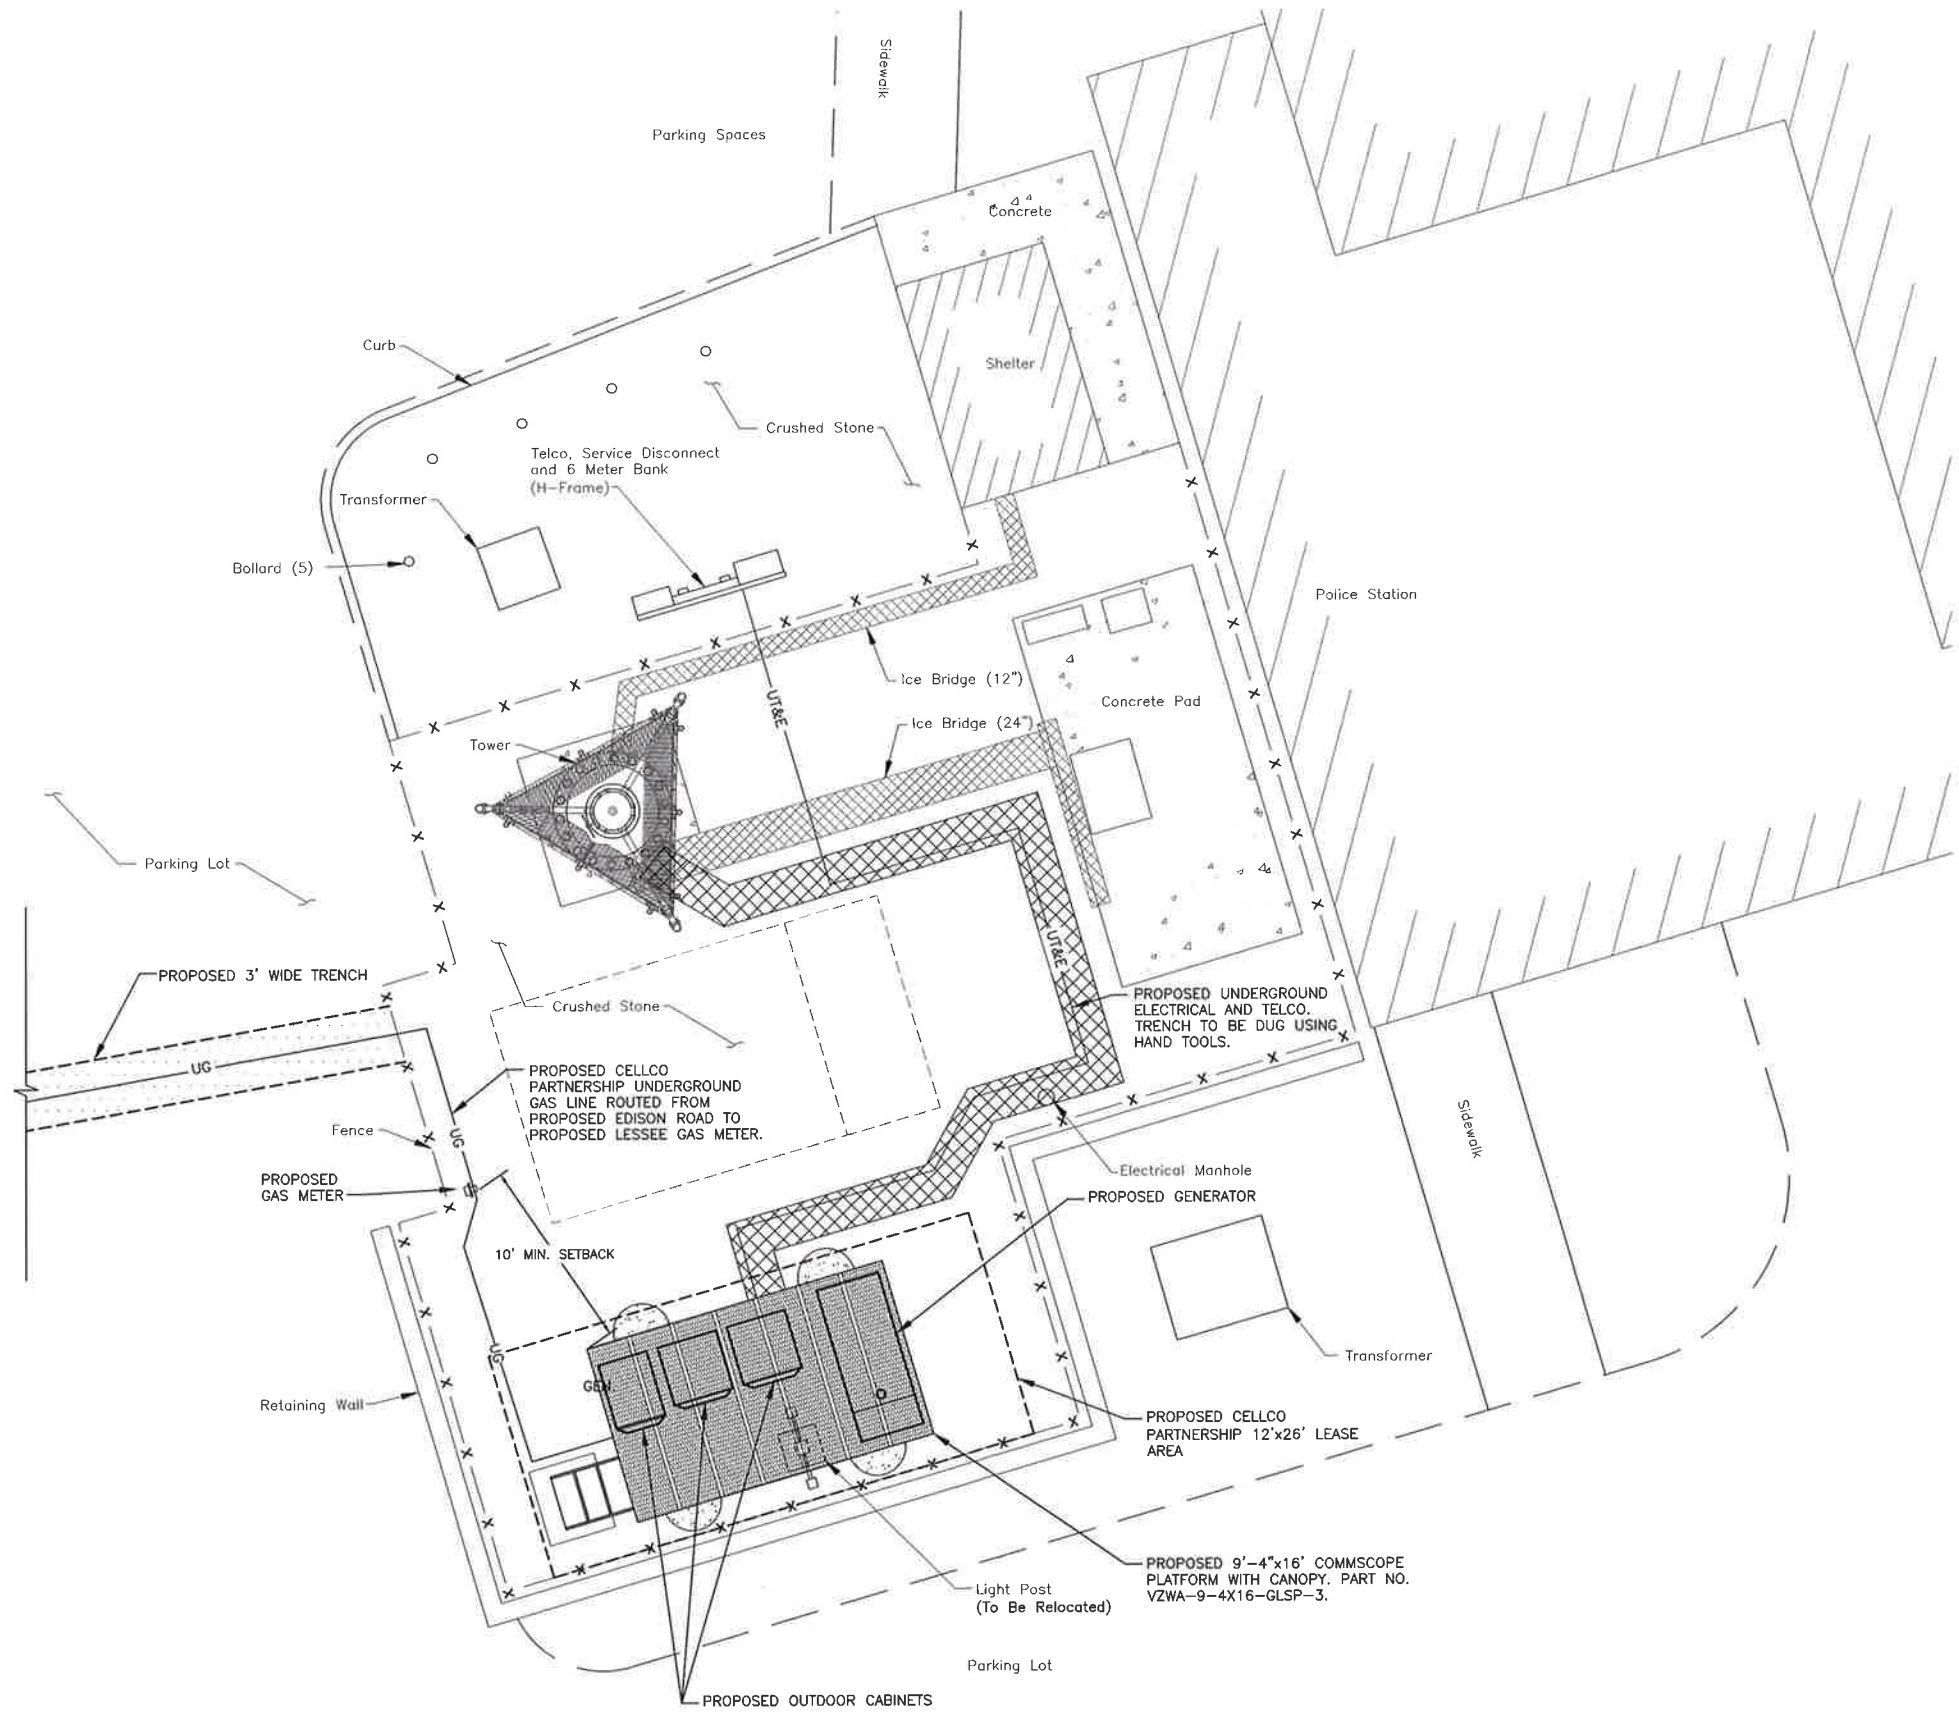 Sidewalk
Parking Spaces
Concrete
Curb
Shelter
Crushed Stone
Telco, Service Disconnect
and 6 Meter Bank
(H-Frame)
Transformer
Bollard (5)
Police Station
Ice Bridge (12")
UT&E
Concrete Pad
Ice Bridge (24")
Tower
Parking Lot
UT&E
PROPOSED 3' WIDE TRENCH
Crushed Stone
PROPOSED UNDERGROUND
ELECTRICAL AND TELCO.
TRENCH TO BE DUG USING
HAND TOOLS.
UG
PROPOSED CELLCO
PARTNERSHIP UNDERGROUND
GAS LINE ROUTED FROM
PROPOSED EDISON ROAD TO
PROPOSED LESSEE GAS METER.
Fence
UG
Sidewalk
Electrical Manhole
PROPOSED
GAS METER
PROPOSED GENERATOR
10' MIN. SETBACK
UG
Transformer
GEN.
Retaining Wall
PROPOSED CELLCO
PARTNERSHIP 12'x26' LEASE
AREA
PROPOSED 9'-4"x16' COMMSCOPE
PLATFORM WITH CANOPY. PART NO.
VZWA-9-4X16-GLSP-3.
Light Post
(To Be Relocated)
Parking Lot
PROPOSED OUTDOOR CABINETS